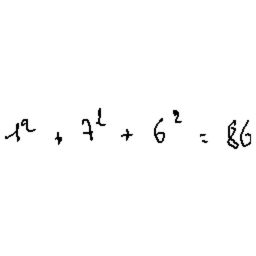 1² + 7² + 6² = 86